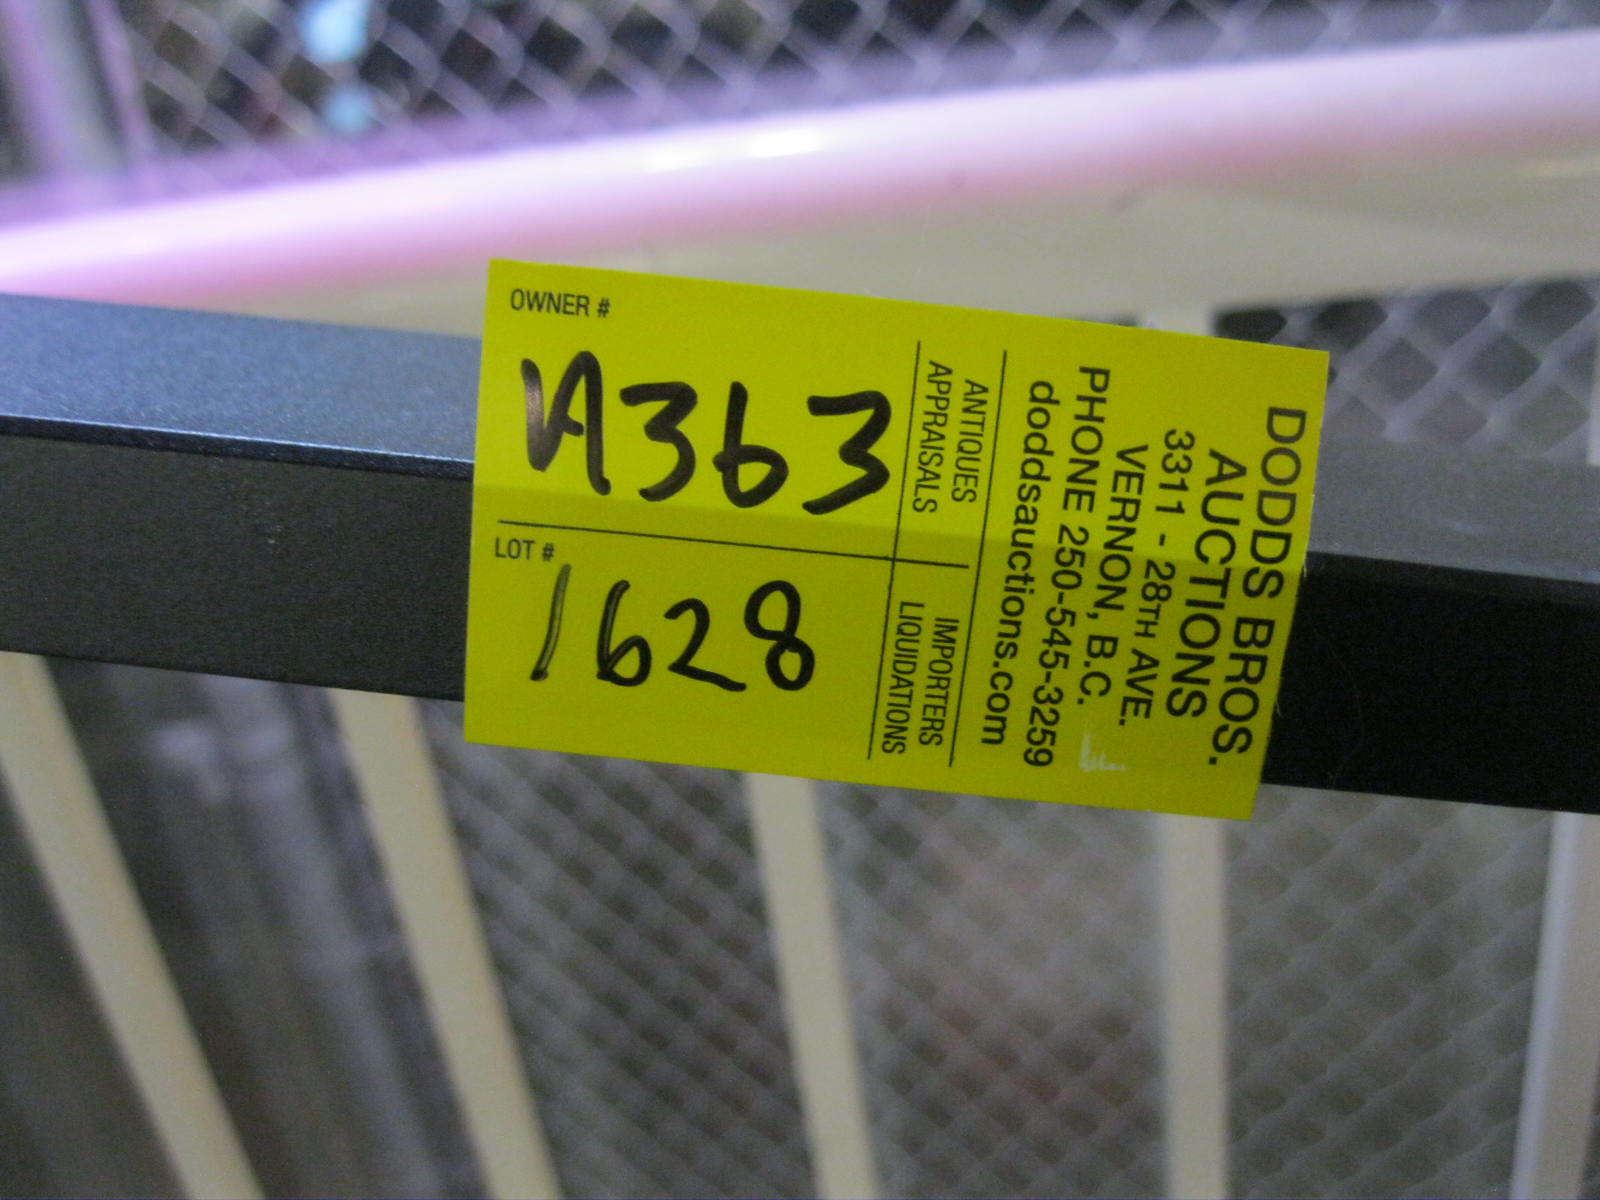 OWNER #
A363
LOT #
1628
ANTIQUES
APPRAISALS
IMPORTERS
LIQUIDATIONS
DODDS BROS.
AUCTIONS
3311 - 28TH AVE.
VERNON, B.C.
PHONE 250-545-3259
doddsauctions.com